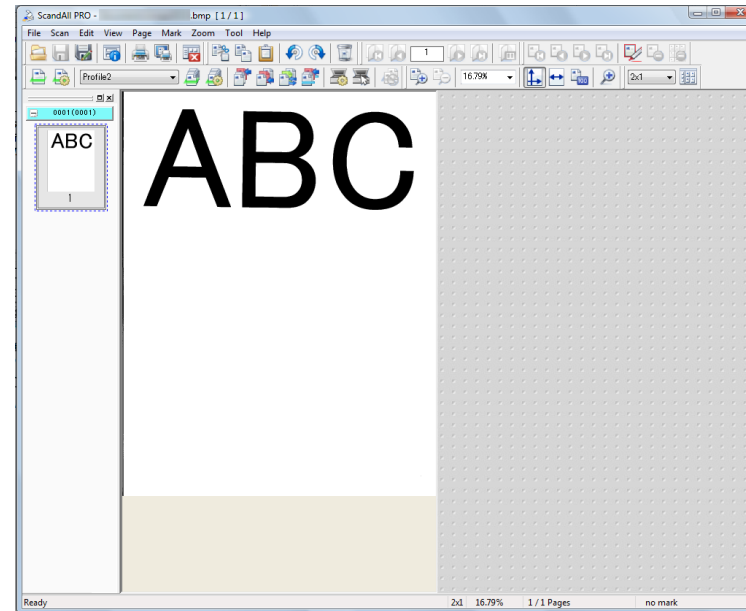 ScandAll PRO - .bmp [1/1]
File Scan Edit View Page Mark Zoom Tool Help
1
Profile2 16.79% 2x1
0001(0001)
ABC
1
ABC
Ready 2x1 16.79% 1 / 1 Pages no mark